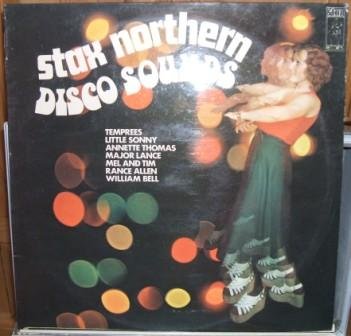 stax northern
DISCO SOUNDS
TEMPREES
LITTLE SONNY
ANNETTE THOMAS
MAJOR LANCE
MEL AND TIM
RANCE ALLEN
WILLIAM BELL